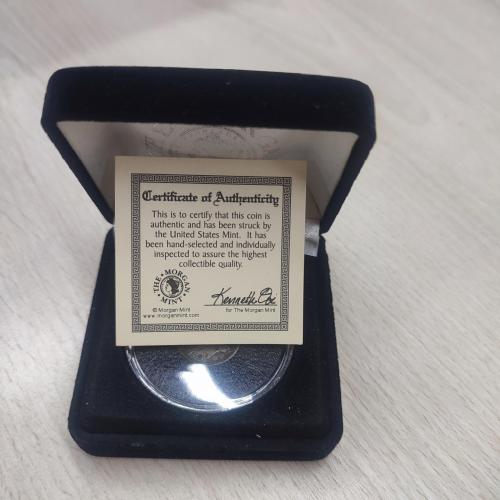 Certificate of Authenticity
This is to certify that this coin is
authentic and has been struck by
the United States Mint. It has
been hand-selected and individually
inspected to assure the highest
collectible quality.
THE • MORGAN • MINT •
© Morgan Mint
www.morganmint.com
for The Morgan Mint